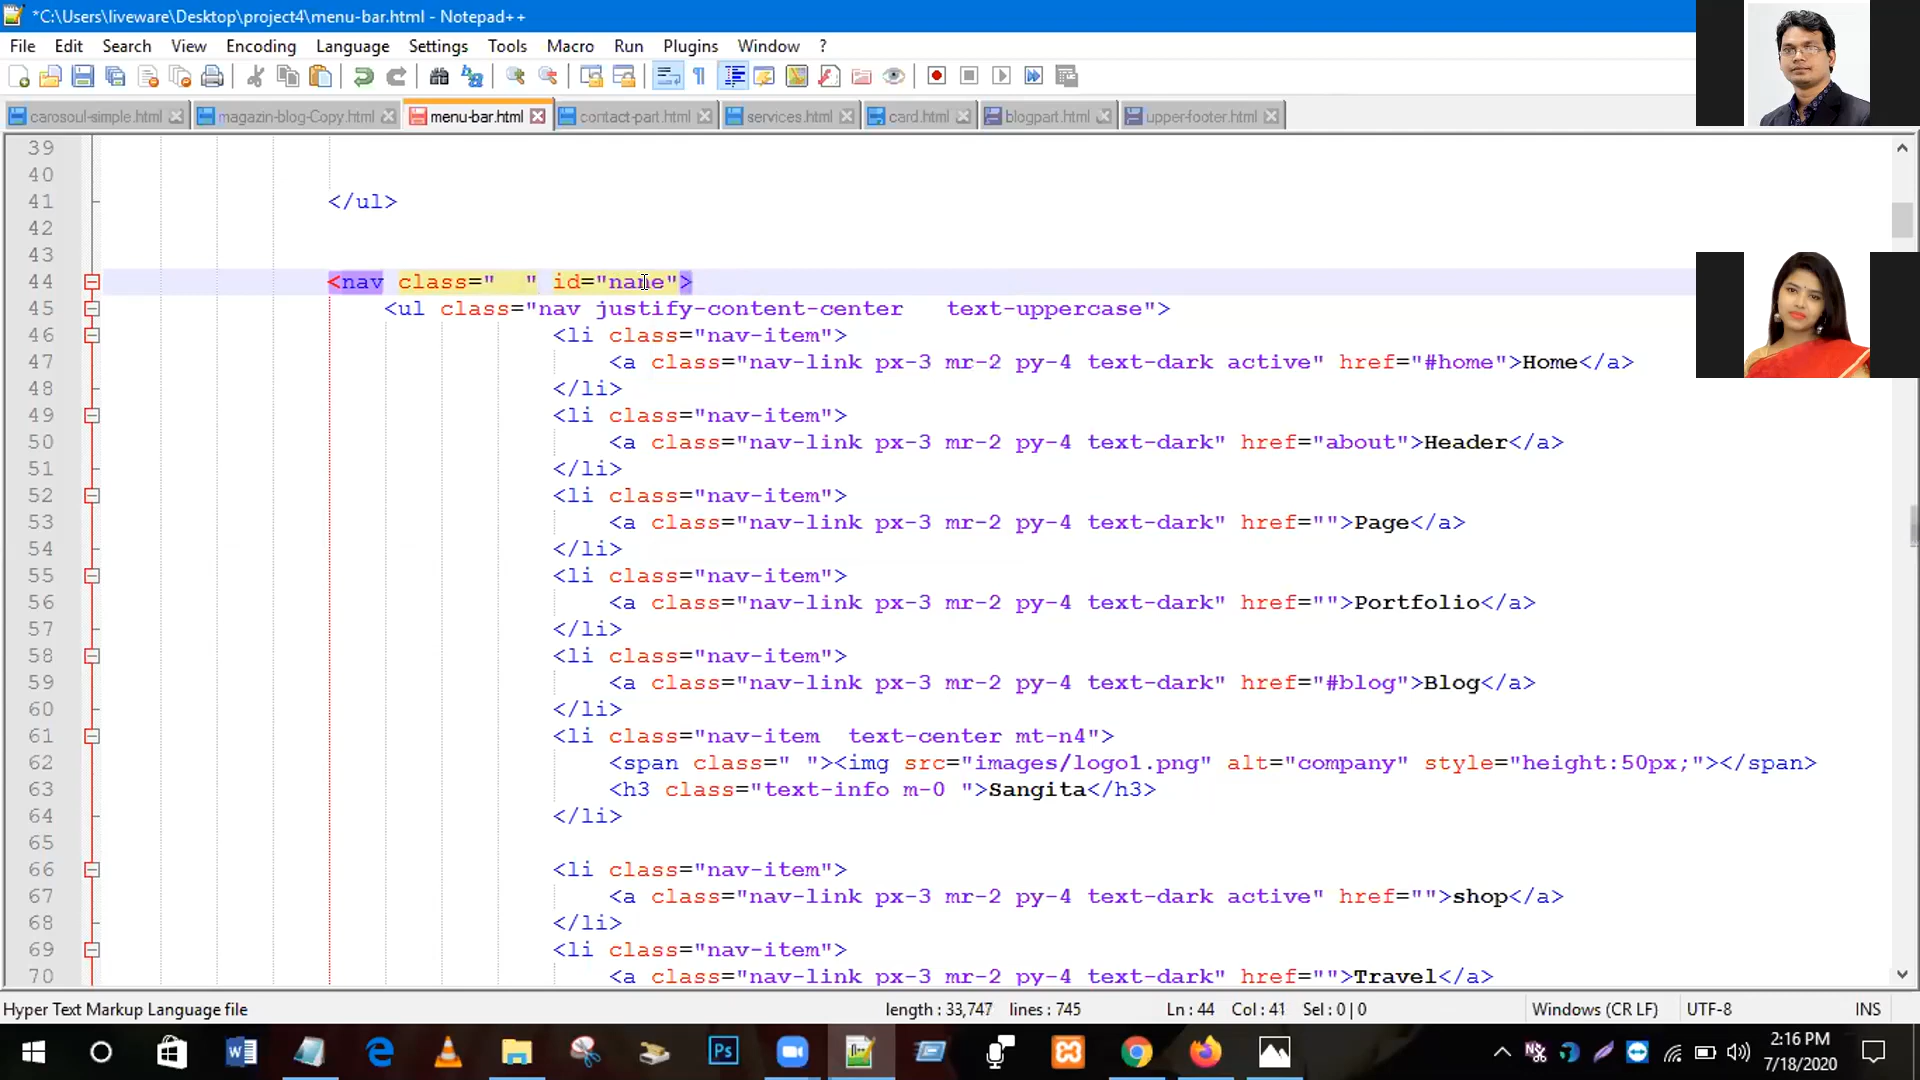 *C:\Users\liveware\Desktop\project4\menu-bar.html - Notepad++
File Edit Search View Encoding Language Settings Tools Macro Run Plugins Window ?
carosoul-simple.html magazin-blog-Copy.html menu-bar.html contact-part.html services.html card.html blogpart.html upper-footer.html
39
40
41 </ul>
42
43
44 <nav class="  " id="name">
45 <ul class="nav justify-content-center   text-uppercase">
46 <li class="nav-item">
47 <a class="nav-link px-3 mr-2 py-4 text-dark active" href="#home">Home</a>
48 </li>
49 <li class="nav-item">
50 <a class="nav-link px-3 mr-2 py-4 text-dark" href="about">Header</a>
51 </li>
52 <li class="nav-item">
53 <a class="nav-link px-3 mr-2 py-4 text-dark" href="">Page</a>
54 </li>
55 <li class="nav-item">
56 <a class="nav-link px-3 mr-2 py-4 text-dark" href="">Portfolio</a>
57 </li>
58 <li class="nav-item">
59 <a class="nav-link px-3 mr-2 py-4 text-dark" href="#blog">Blog</a>
60 </li>
61 <li class="nav-item  text-center mt-n4">
62 <span class=" "><img src="images/logo1.png" alt="company" style="height:50px;"></span>
63 <h3 class="text-info m-0 ">Sangita</h3>
64 </li>
65
66 <li class="nav-item">
67 <a class="nav-link px-3 mr-2 py-4 text-dark active" href="">shop</a>
68 </li>
69 <li class="nav-item">
70 <a class="nav-link px-3 mr-2 py-4 text-dark" href="">Travel</a>
Hyper Text Markup Language file length : 33,747 lines : 745 Ln : 44 Col : 41 Sel : 0 | 0 Windows (CR LF) UTF-8 INS
2:16 PM
7/18/2020